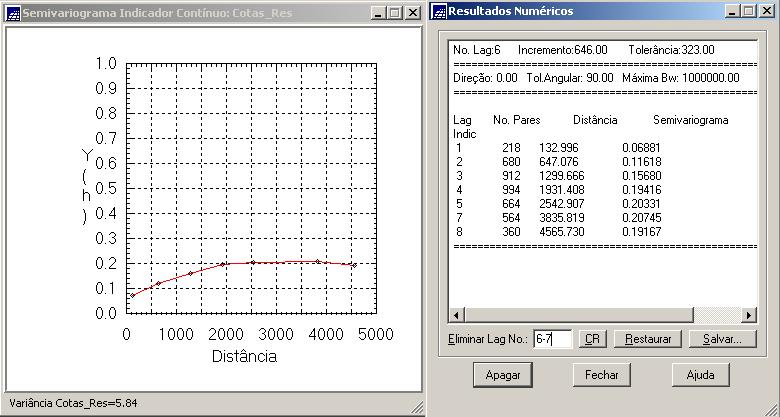 Semivariograma Indicador Contínuo: Cotas_Res
1.0
0.9
0.8
0.7
0.6
0.5
0.4
0.3
0.2
0.1
0.0
γ
(
h
)
0 1000 2000 3000 4000 5000
Distância
Variância Cotas_Res=5.84
Resultados Numéricos
No. Lag:6 Incremento:646.00 Tolerância:323.00
==========================================
Direção: 0.00 Tol.Angular: 90.00 Máxima Bw: 1000000.00
==========================================
Lag No. Pares Distância Semivariograma
Indic
1 218 132.996 0.06881
2 680 647.076 0.11618
3 912 1299.666 0.15680
4 994 1931.408 0.19416
5 664 2542.907 0.20331
7 564 3835.819 0.20745
8 360 4565.730 0.19167
==========================================
Eliminar Lag No.: 6-7 CR Restaurar Salvar...
Apagar Fechar Ajuda